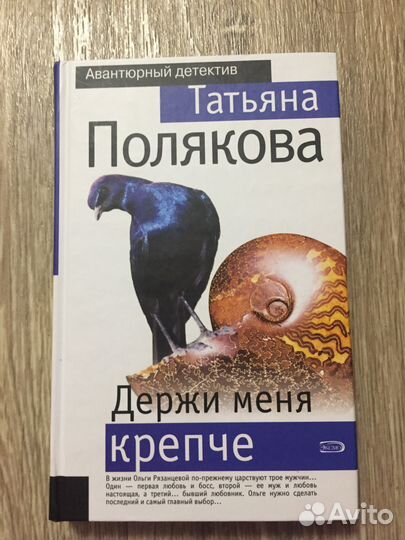 Авантюрный детектив
Татьяна
Полякова
Держи меня
крепче
эксмо
В жизни Ольги Рязанцевой по-прежнему царствуют трое мужчин...
Один — первая любовь и босс, второй — ее муж и любовь
настоящая, а третий... бывший любовник. Ольге нужно сделать
последний и самый главный выбор...
Avito